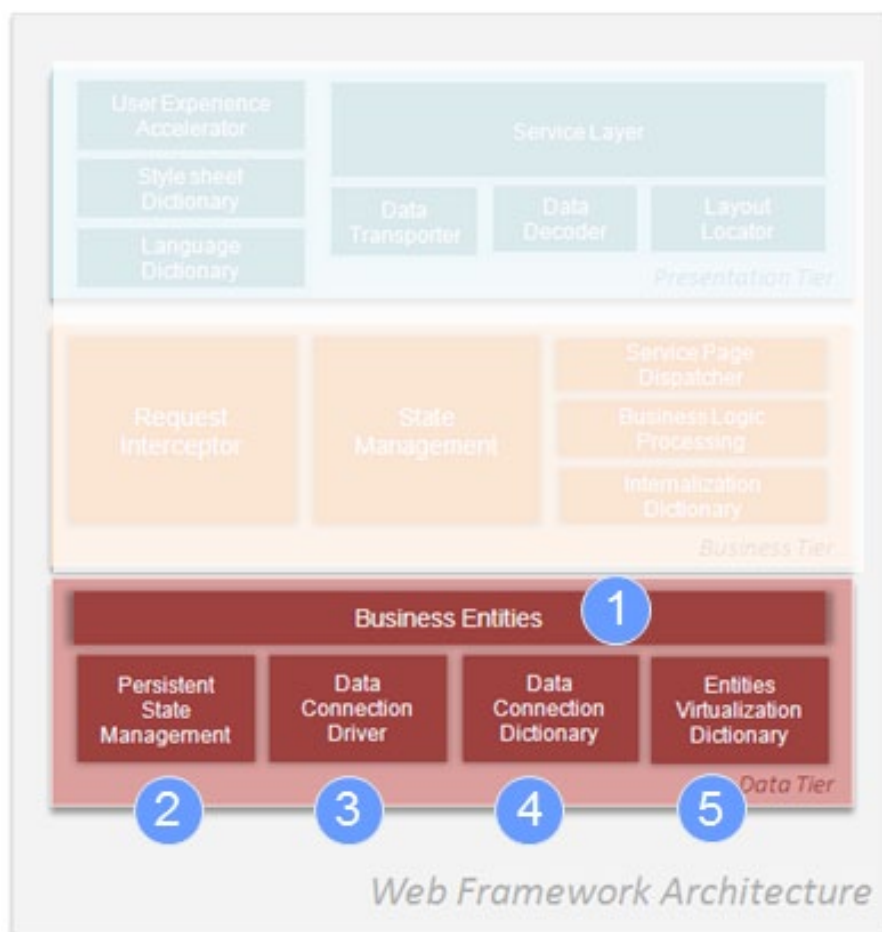 User Experience
Accelerator
Style sheet
Dictionary
Language
Dictionary
Service Layer
Data
Transporter
Data
Decoder
Layout
Locator
Presentation Tier
Request
Interceptor
State
Management
Service Page
Dispatcher
Business Logic
Processing
Internalization
Dictionary
Business Tier
Business Entities
1
Persistent
State
Management
Data
Connection
Driver
Data
Connection
Dictionary
Entities
Virtualization
Dictionary
Data Tier
2
3
4
5
Web Framework Architecture